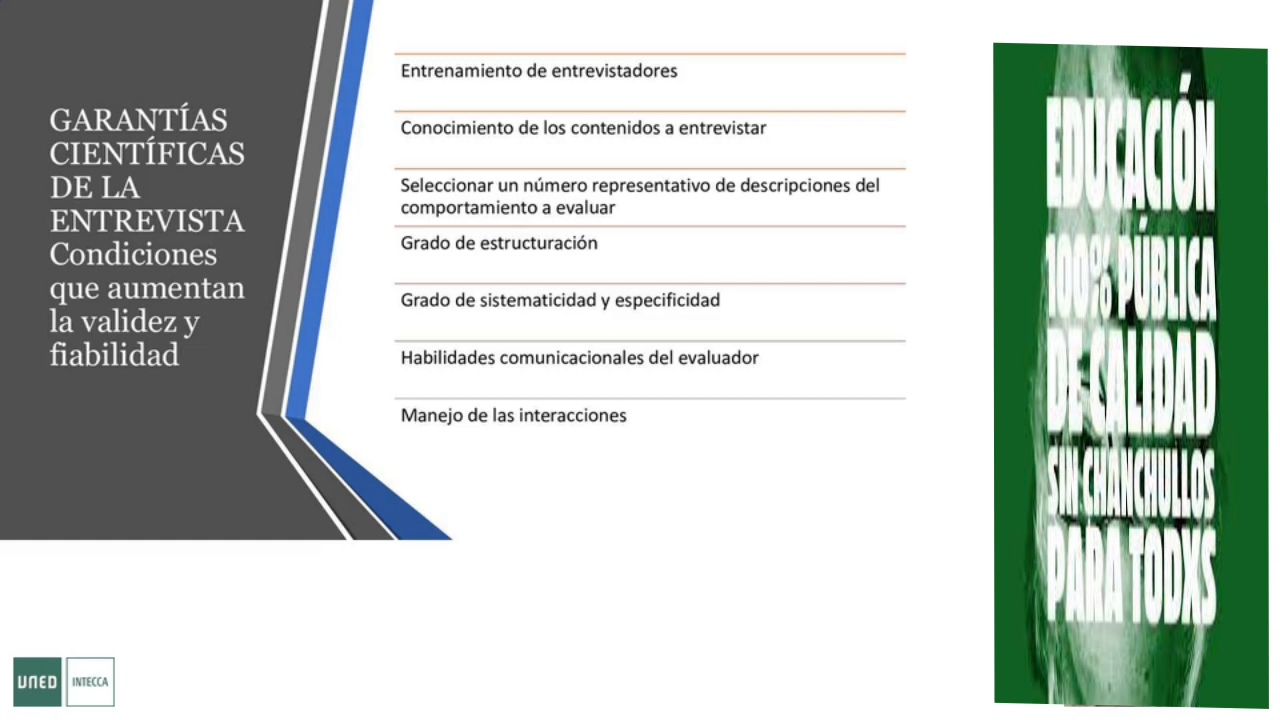 GARANTÍAS
CIENTÍFICAS
DE LA
ENTREVISTA
Condiciones
que aumentan
la validez y
fiabilidad
Entrenamiento de entrevistadores
Conocimiento de los contenidos a entrevistar
Seleccionar un número representativo de descripciones del
comportamiento a evaluar
Grado de estructuración
Grado de sistematicidad y especificidad
Habilidades comunicacionales del evaluador
Manejo de las interacciones
EDUCACIÓN
100% PÚBLICA
DE CALIDAD
SIN CHANCHULLOS
PARA TODXS
UNED
INTECCA